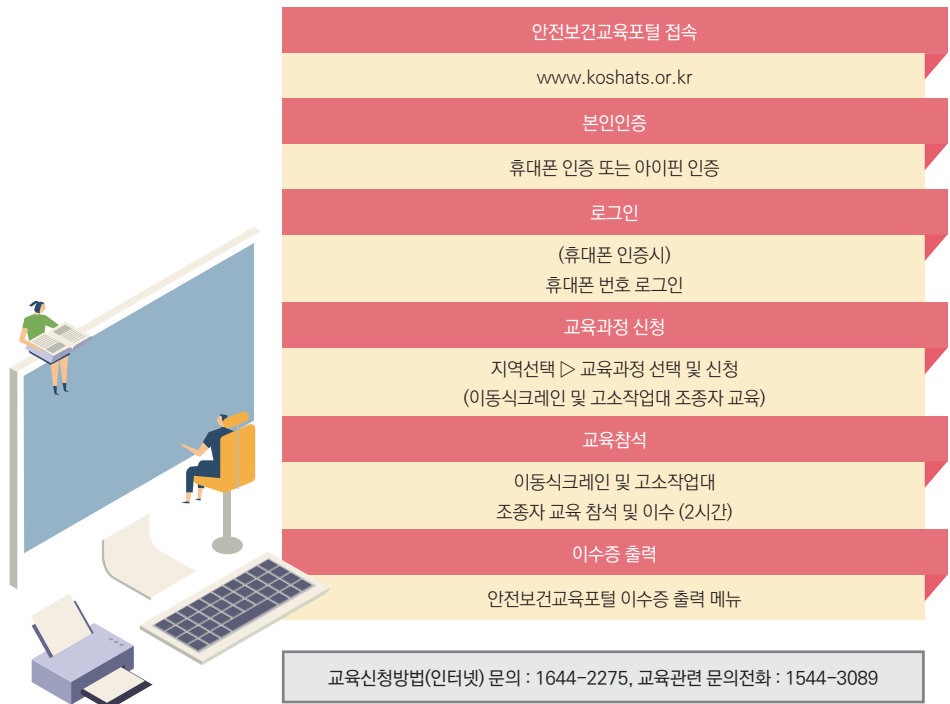 안전보건교육포털 접속
www.koshats.or.kr
본인인증
휴대폰 인증 또는 아이핀 인증
로그인
(휴대폰 인증시)
휴대폰 번호 로그인
교육과정 신청
지역선택 ▷ 교육과정 선택 및 신청
(이동식크레인 및 고소작업대 조종자 교육)
교육참석
이동식크레인 및 고소작업대
조종자 교육 참석 및 이수 (2시간)
이수증 출력
안전보건교육포털 이수증 출력 메뉴
교육신청방법(인터넷) 문의 : 1644-2275, 교육관련 문의전화 : 1544-3089